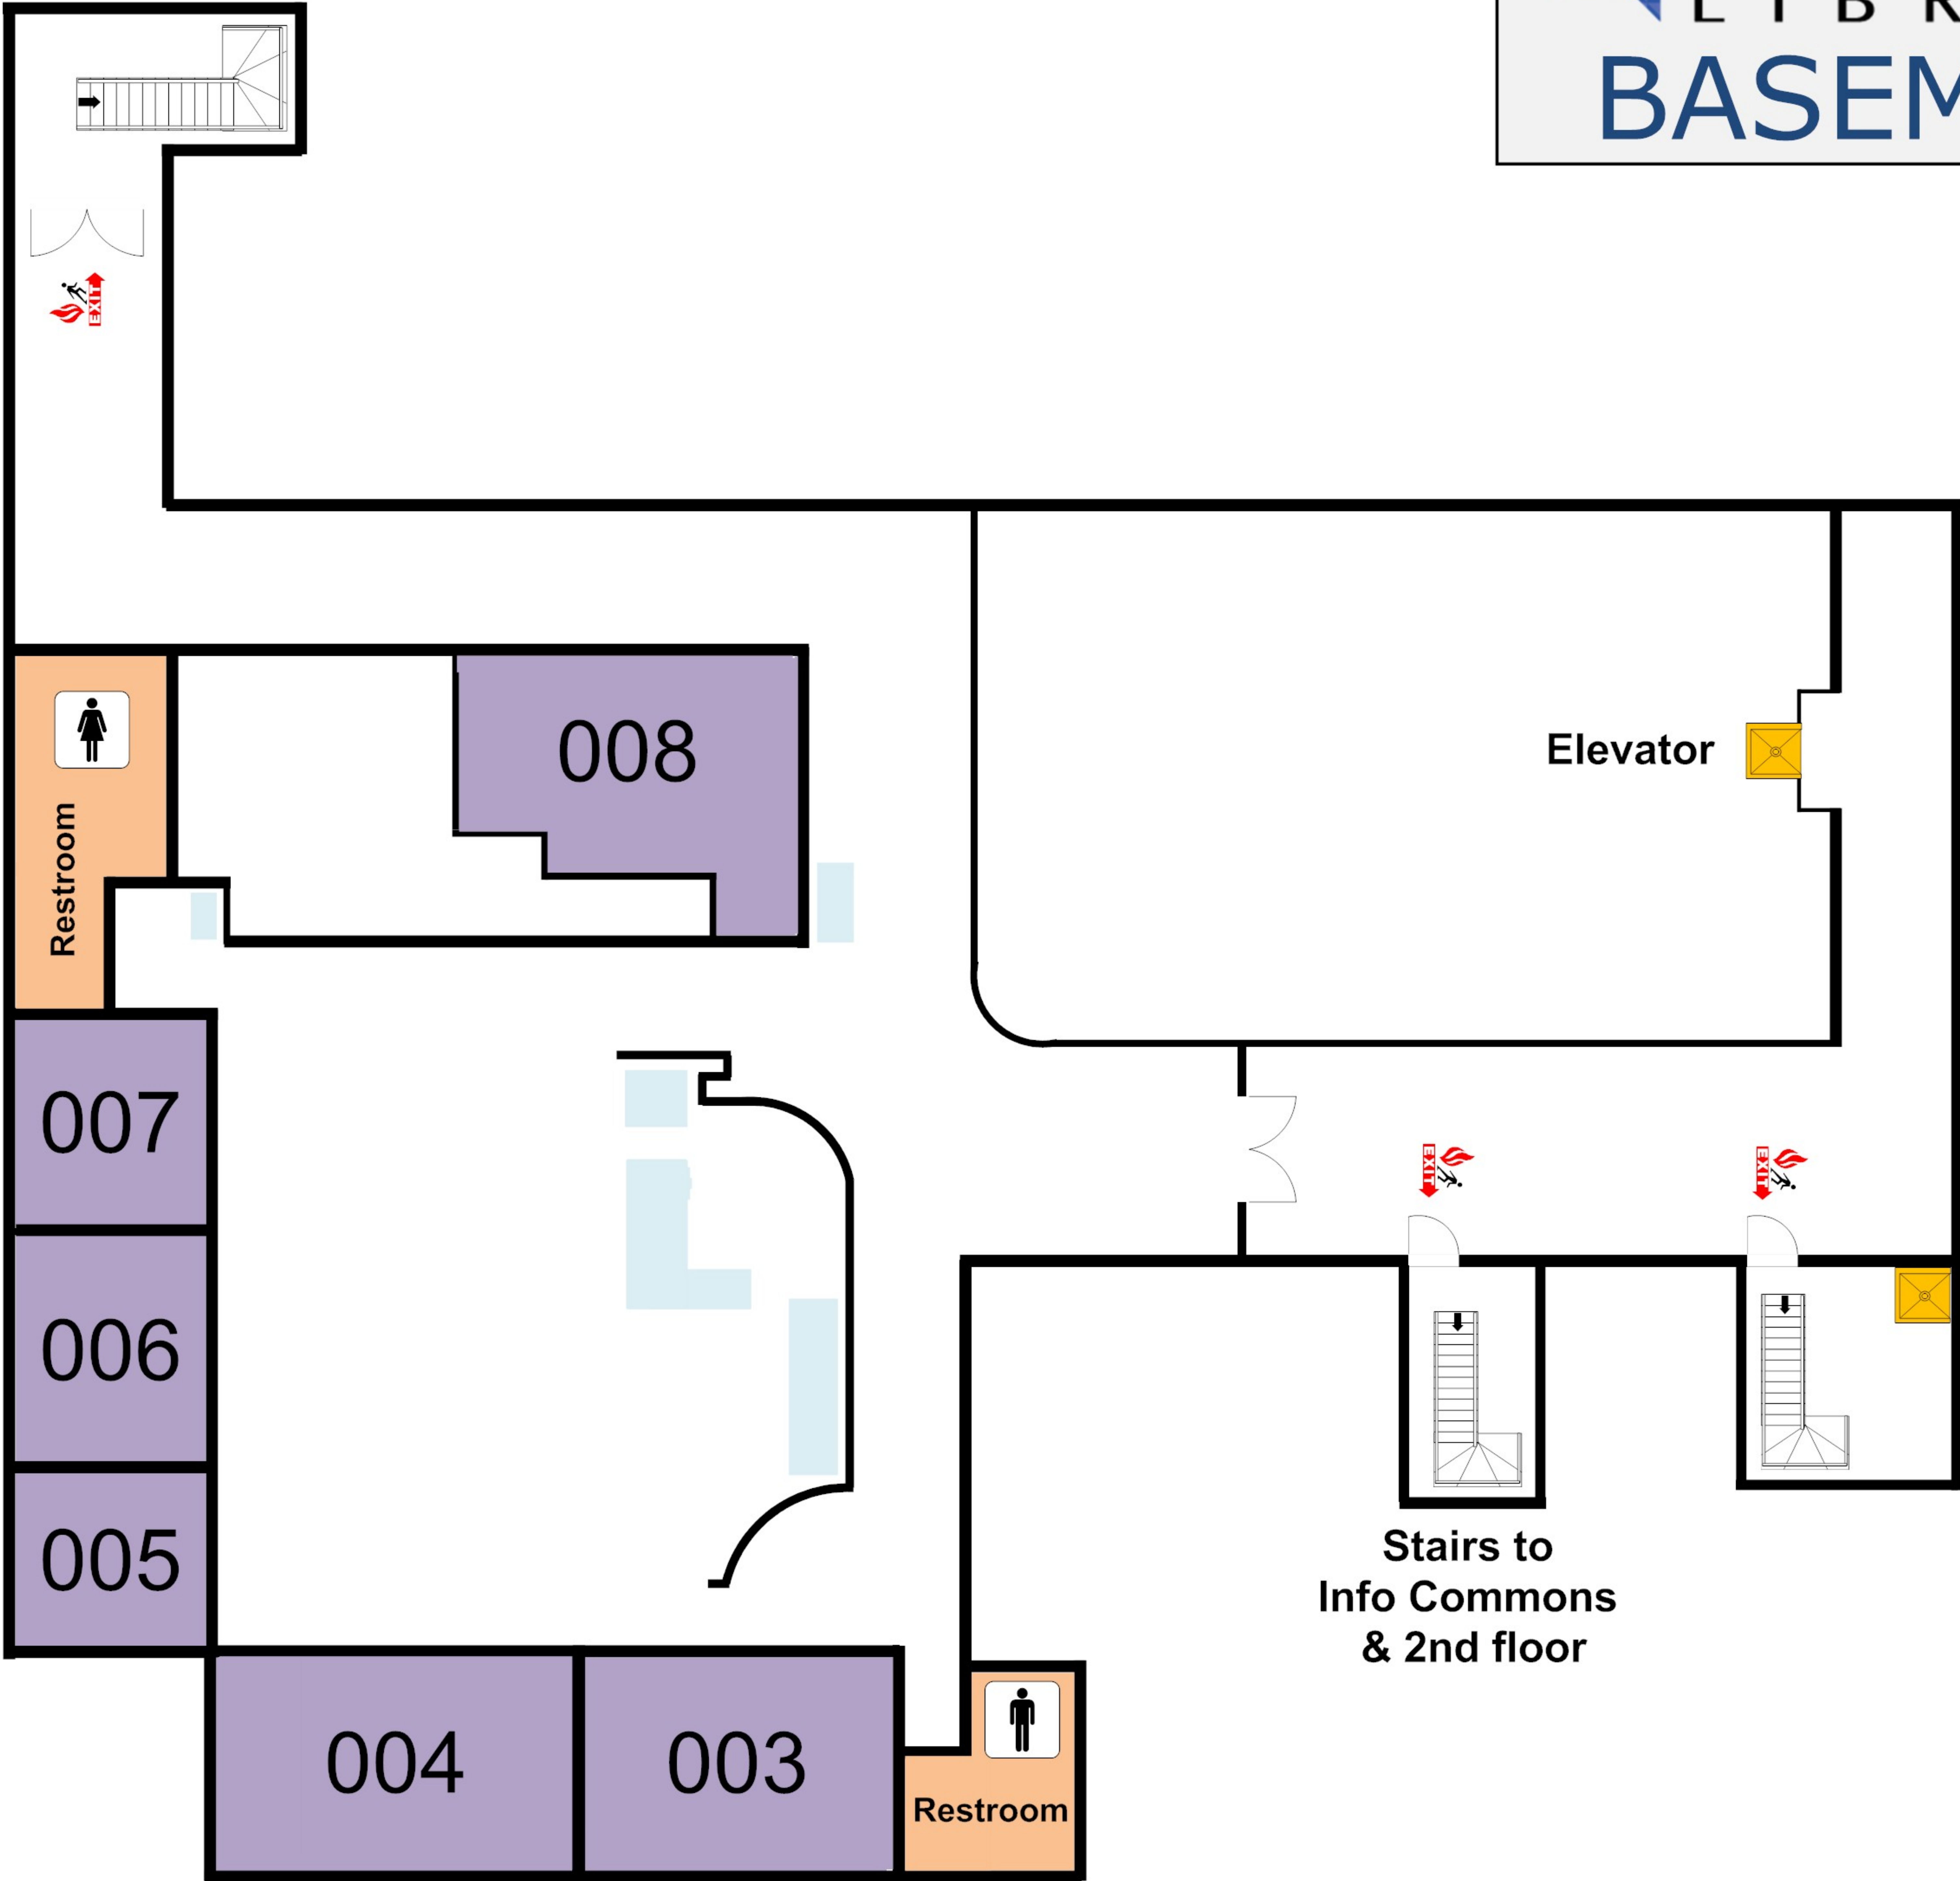 BASEM
EXIT
008
Elevator
Restroom
007
EXIT
EXIT
006
005
Stairs to
Info Commons
& 2nd floor
004
003
Restroom